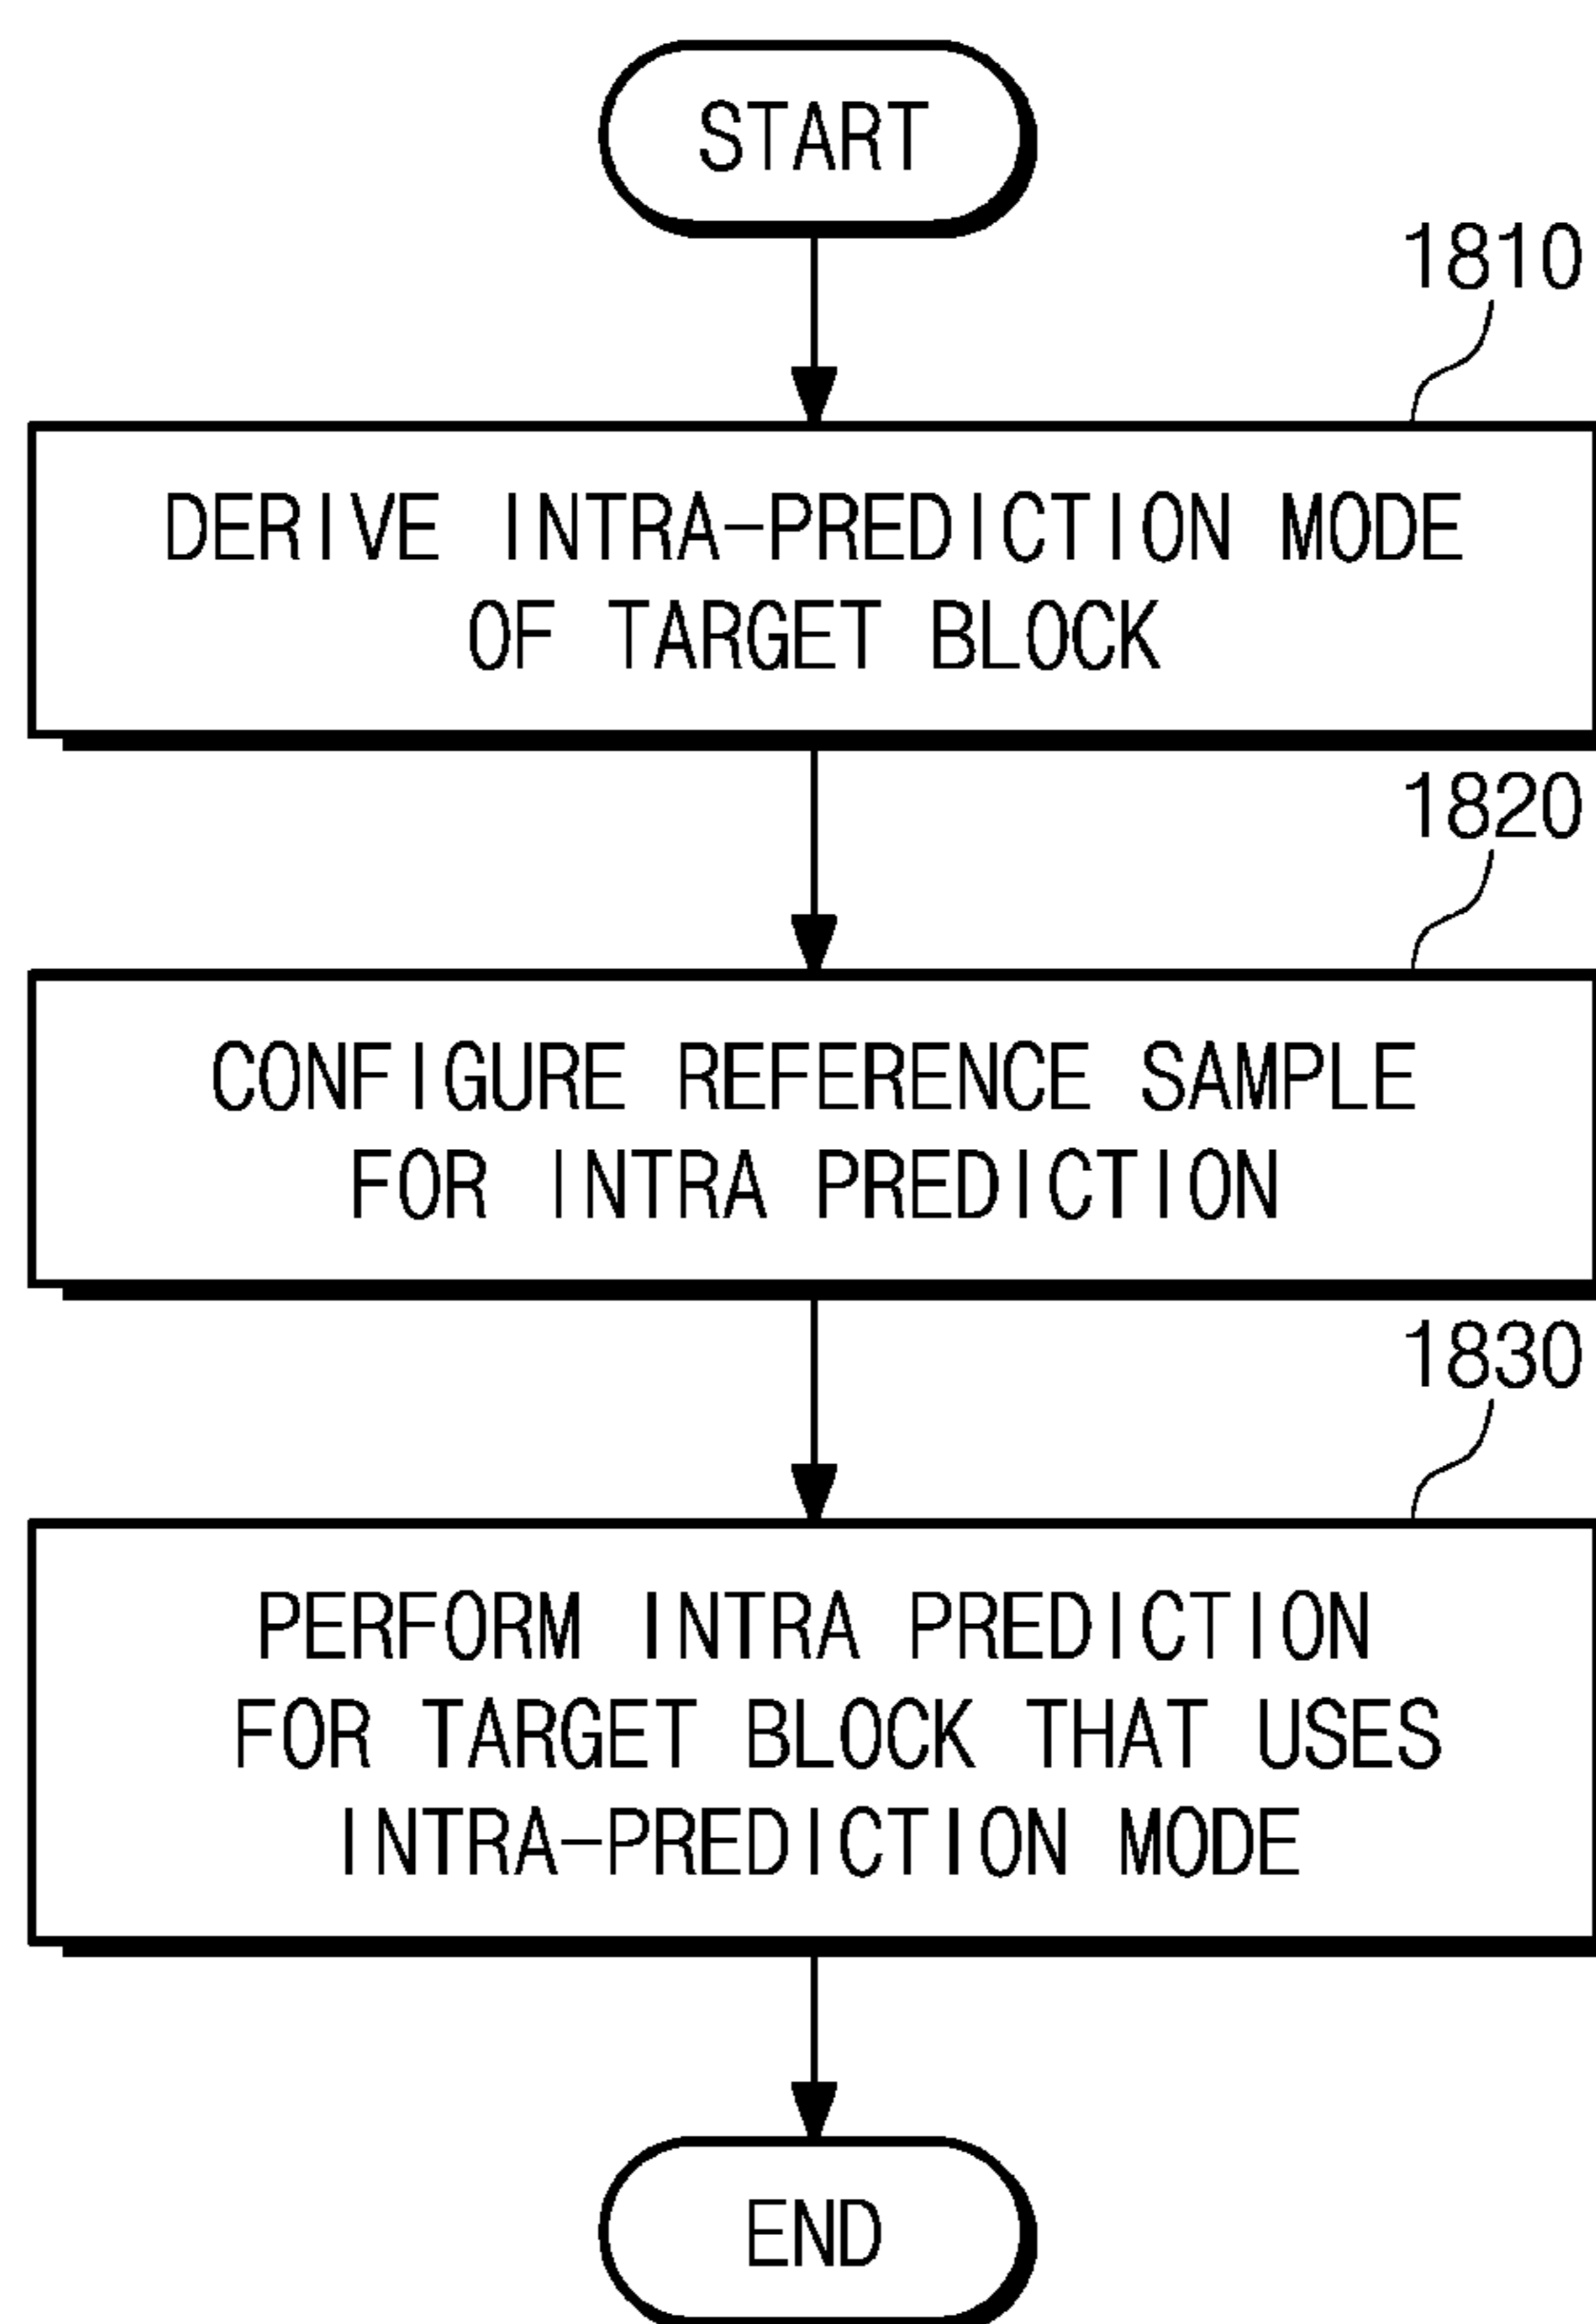 START
1810
DERIVE INTRA-PREDICTION MODE
OF TARGET BLOCK
1820
CONFIGURE REFERENCE SAMPLE
FOR INTRA PREDICTION
1830
PERFORM INTRA PREDICTION
FOR TARGET BLOCK THAT USES
INTRA-PREDICTION MODE
END